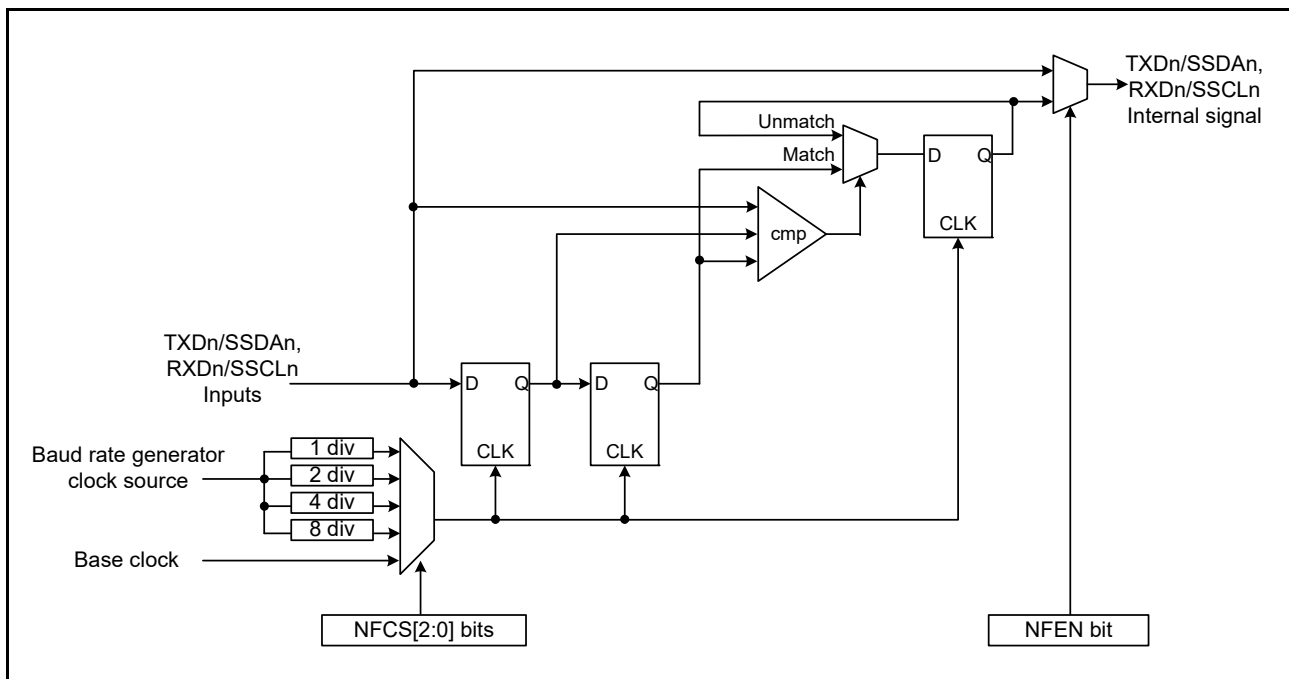 TXDn/SSDAn,
RXDn/SSCLn
Internal signal
Unmatch
Match
D
Q
CLK
cmp
TXDn/SSDAn,
RXDn/SSCLn
Inputs
D
Q
CLK
D
Q
CLK
Baud rate generator
clock source
1 div
2 div
4 div
8 div
Base clock
NFCS[2:0] bits
NFEN bit